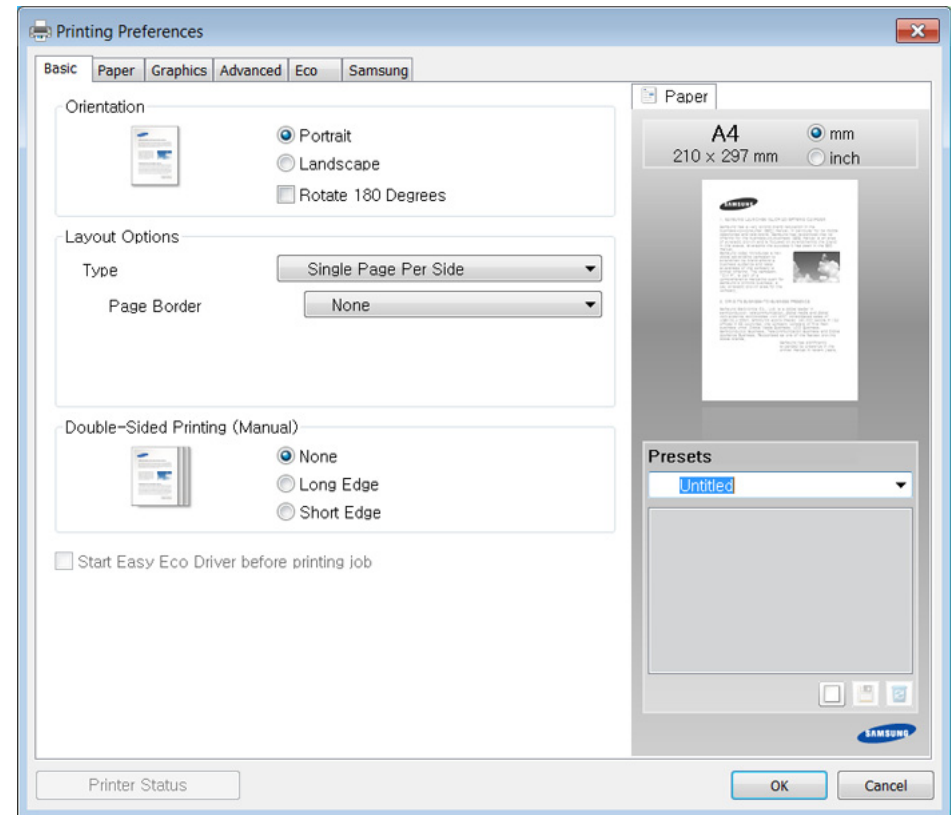 Printing Preferences
Basic Paper Graphics Advanced Eco Samsung
Orientation
Portrait
Landscape
Rotate 180 Degrees
Layout Options
Type Single Page Per Side
Page Border None
Double-Sided Printing (Manual)
None
Long Edge
Short Edge
Start Easy Eco Driver before printing job
Paper
A4 mm
210 x 297 mm inch
SAMSUNG
Presets
Untitled
SAMSUNG
Printer Status OK Cancel